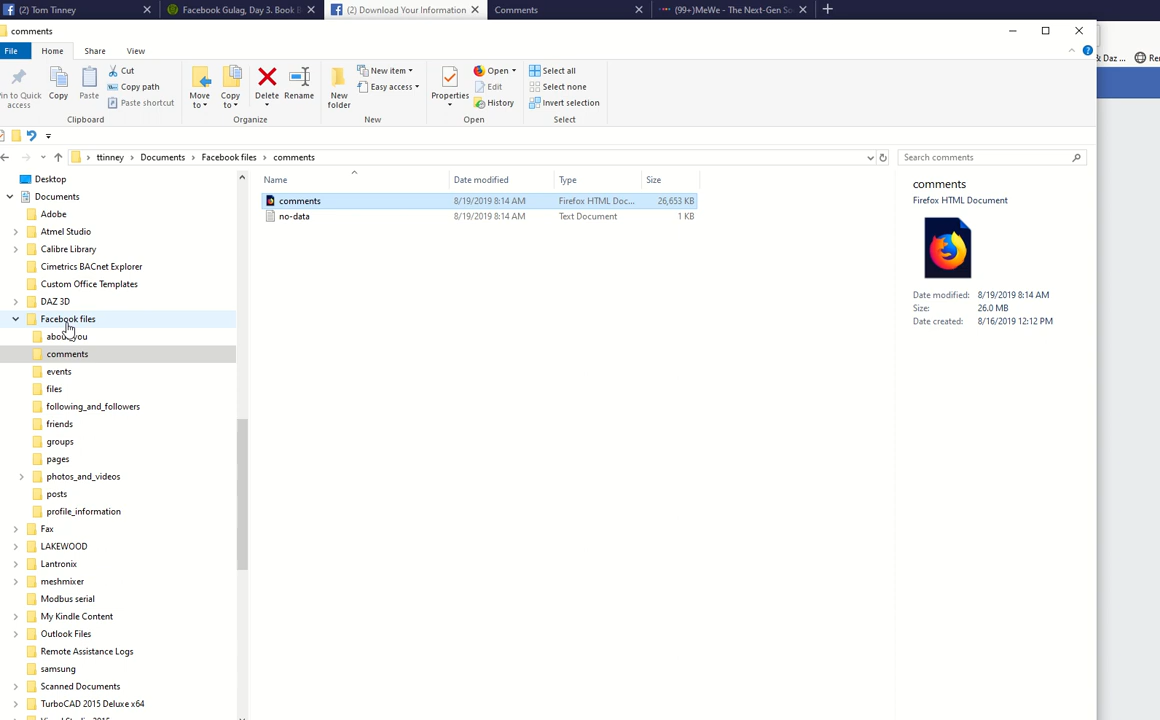 (2) Tom Tinney
Facebook Gulag, Day 3. Book B
(2) Download Your Information
Comments
(99+)MeWe - The Next-Gen So
comments
File Home Share View
& Daz ...
Cut
Copy path
Paste shortcut
Copy
Paste
access
Clipboard
Move to
Copy to
Delete
Rename
Organize
New item
Easy access
New folder
New
Properties
Open
Edit
History
Open
Select all
Select none
Invert selection
Select
ttinney > Documents > Facebook files > comments
Search comments
Desktop
Documents
Adobe
Atmel Studio
Calibre Library
Cimetrics BACnet Explorer
Custom Office Templates
DAZ 3D
Facebook files
comments
events
files
following_and_followers
friends
groups
pages
photos_and_videos
posts
profile_information
Fax
LAKEWOOD
Lantronix
meshmixer
Modbus serial
My Kindle Content
Outlook Files
Remote Assistance Logs
samsung
Scanned Documents
TurboCAD 2015 Deluxe x64
Name Date modified Type Size
comments 8/19/2019 8:14 AM Firefox HTML Doc... 26,653 KB
no-data 8/19/2019 8:14 AM Text Document 1 KB
comments
Firefox HTML Document
Date modified: 8/19/2019 8:14 AM
Size: 26.0 MB
Date created: 8/16/2019 12:12 PM